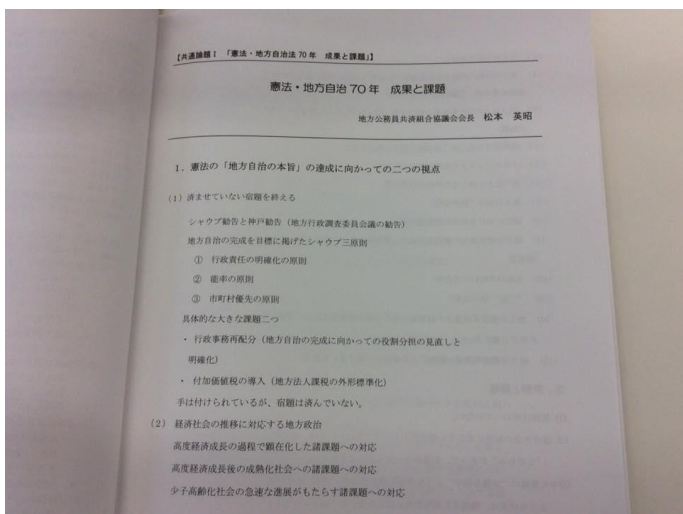 【共通論題Ⅰ 「憲法・地方自治法 70 年 成果と課題」】
憲法・地方自治 70 年 成果と課題
地方公務員共済組合協議会会長 松本 英昭
1．憲法の「地方自治の本旨」の達成に向かっての二つの視点
(1) 済ませていない宿題を終える
シャウプ勧告と神戸勧告（地方行政調査委員会議の勧告）
地方自治の完成を目標に掲げたシャウプ三原則
① 行政責任の明確化の原則
② 能率の原則
③ 市町村優先の原則
具体的な大きな課題二つ
・ 行政事務再配分（地方自治の完成に向かっての役割分担の見直しと
明確化）
・ 付加価値税の導入（地方法人課税の外形標準化）
手は付けられているが、宿題は済んでいない。
(2) 経済社会の推移に対応する地方政治
高度経済成長の過程で顕在化した諸課題への対応
高度経済成長後の成熟化社会への諸課題への対応
少子高齢化社会の急速な進展がもたらす諸課題への対応